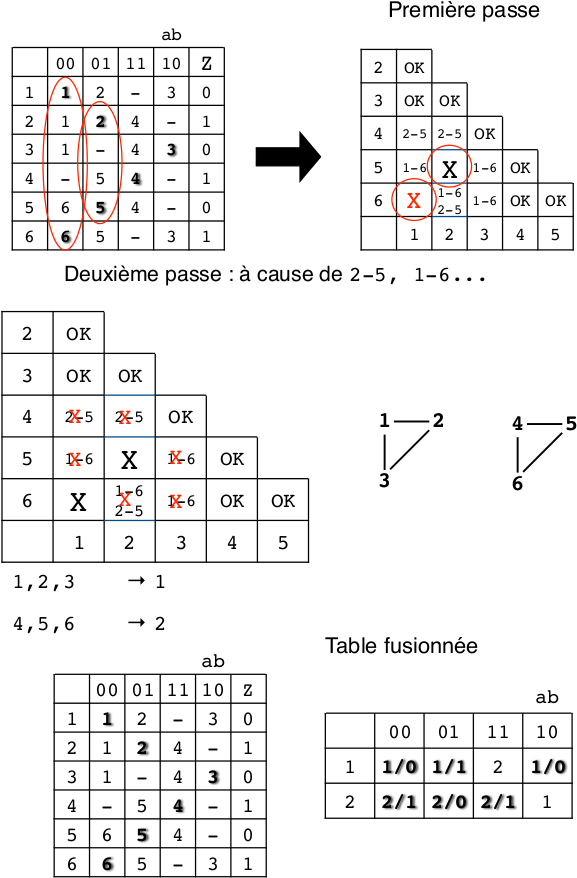 Première passe
ab
00 01 11 10 Z
1 1 2 – 3 0
2 1 2 4 – 1
3 1 – 4 3 0
4 – 5 4 – 1
5 6 5 4 – 0
6 6 5 – 3 1
2 OK
3 OK OK
4 2-5 2-5 OK
5 1-6 X 1-6 OK
6 X 1-6 2-5 1-6 OK OK
1 2 3 4 5
Deuxième passe : à cause de 2-5, 1-6...
2 OK
3 OK OK
4 2-5 X 2-5 X OK
5 1-6 X X 1-6 X OK
6 X 1-6 2-5 X 1-6 X OK OK
1 2 3 4 5
1 2
3
4 5
6
1,2,3 → 1
4,5,6 → 2
ab
00 01 11 10 Z
1 1 2 – 3 0
2 1 2 4 – 1
3 1 – 4 3 0
4 – 5 4 – 1
5 6 5 4 – 0
6 6 5 – 3 1
Table fusionnée
ab
00 01 11 10
1 1/0 1/1 2 1/0
2 2/1 2/0 2/1 1